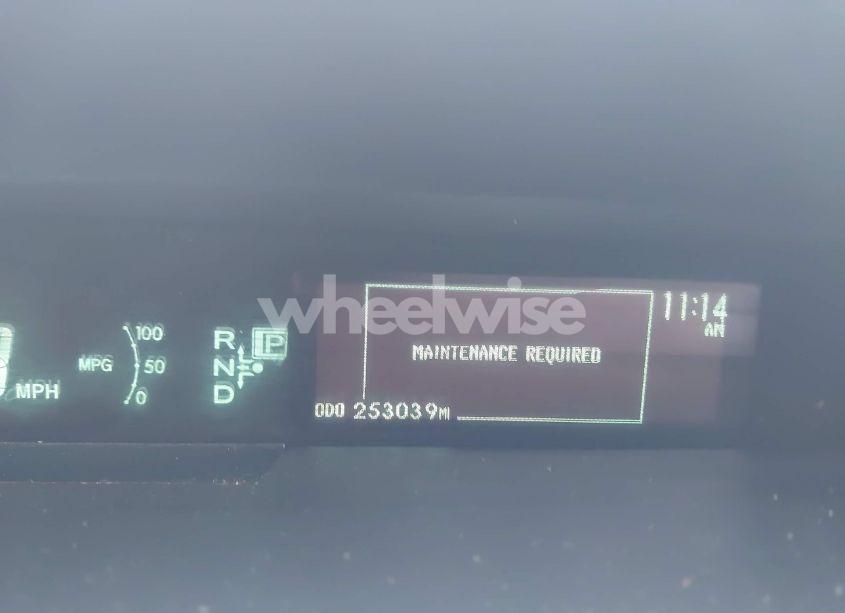 wheelwise
11:14
AM
MAINTENANCE REQUIRED
ODO 253039MI
100
MPG 50
0
MPH
R
P
N
D